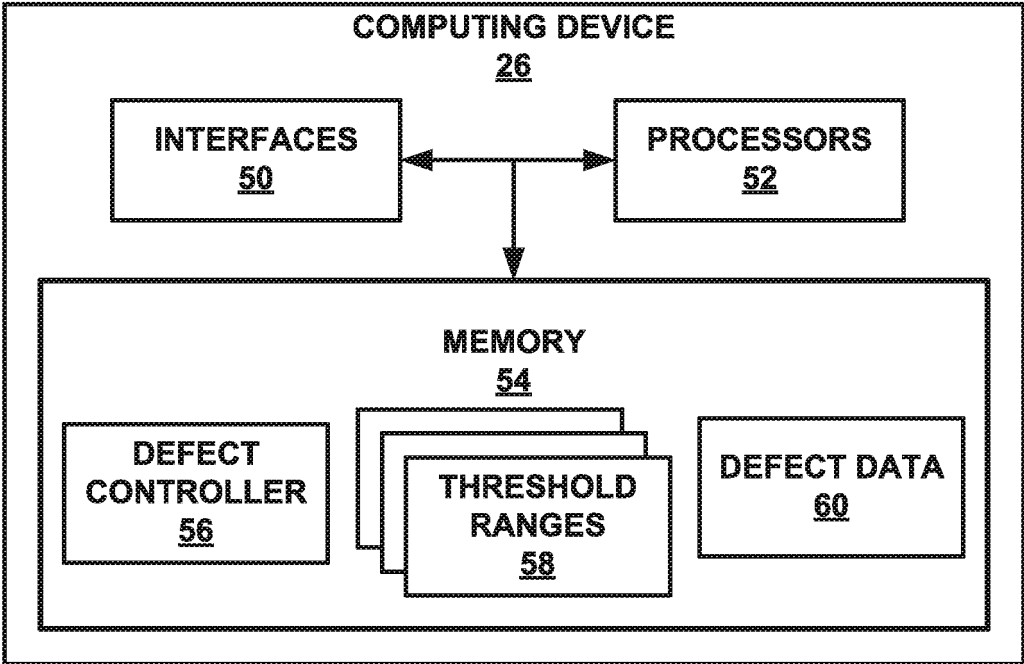 COMPUTING DEVICE
26
INTERFACES
50
PROCESSORS
52
MEMORY
54
DEFECT
CONTROLLER
56
THRESHOLD
RANGES
58
DEFECT DATA
60